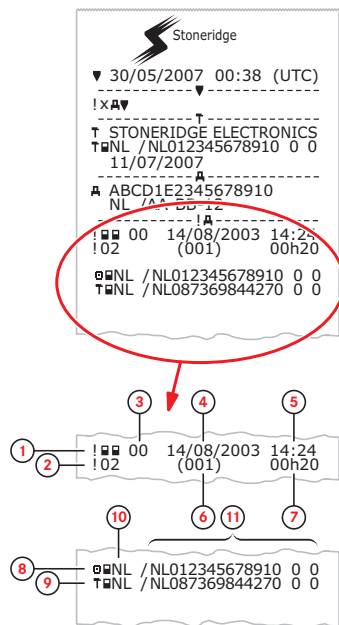 Stoneridge
30/05/2007 00:38 (UTC)
!x
T
STONERIDGE ELECTRONICS
NL /NL012345678910 0 0
11/07/2007
ABCD1E2345678910
NL /AA BB-12
!
! 00 14/08/2003 14:24
!02 (001) 00h20
NL /NL012345678910 0 0
NL /NL087369844270 0 0
3 4 5
1 ! 00 14/08/2003 14:24
2 !02 (001) 00h20
10 6 11 7
8 NL /NL012345678910 0 0
9 NL /NL087369844270 0 0